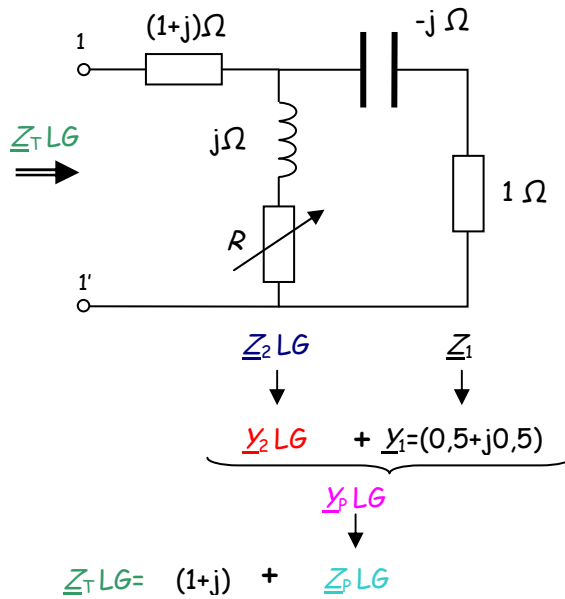 (1+j)Ω
-j Ω
1
Z_T LG
jΩ
1 Ω
R
1'
Z_2 LG
Z_1
Y_2 LG + Y_1=(0,5+j0,5)
Y_P LG
Z_T LG= (1+j) + Z_P LG